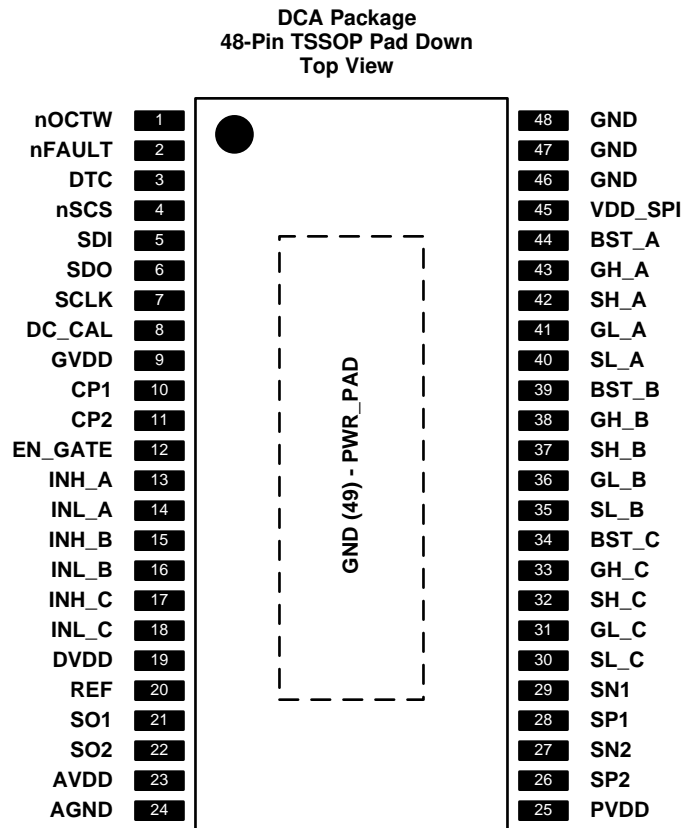 DCA Package
48-Pin TSSOP Pad Down
Top View
nOCTW 1 48 GND
nFAULT 2 47 GND
DTC 3 46 GND
nSCS 4 45 VDD_SPI
SDI 5 44 BST_A
SDO 6 43 GH_A
SCLK 7 42 SH_A
DC_CAL 8 41 GL_A
GVDD 9 40 SL_A
CP1 10 39 BST_B
CP2 11 38 GH_B
EN_GATE 12 37 SH_B
INH_A 13 36 GL_B
INL_A 14 35 SL_B
INH_B 15 34 BST_C
INL_B 16 33 GH_C
INH_C 17 32 SH_C
INL_C 18 31 GL_C
DVDD 19 30 SL_C
REF 20 29 SN1
SO1 21 28 SP1
SO2 22 27 SN2
AVDD 23 26 SP2
AGND 24 25 PVDD
GND (49) - PWR_PAD